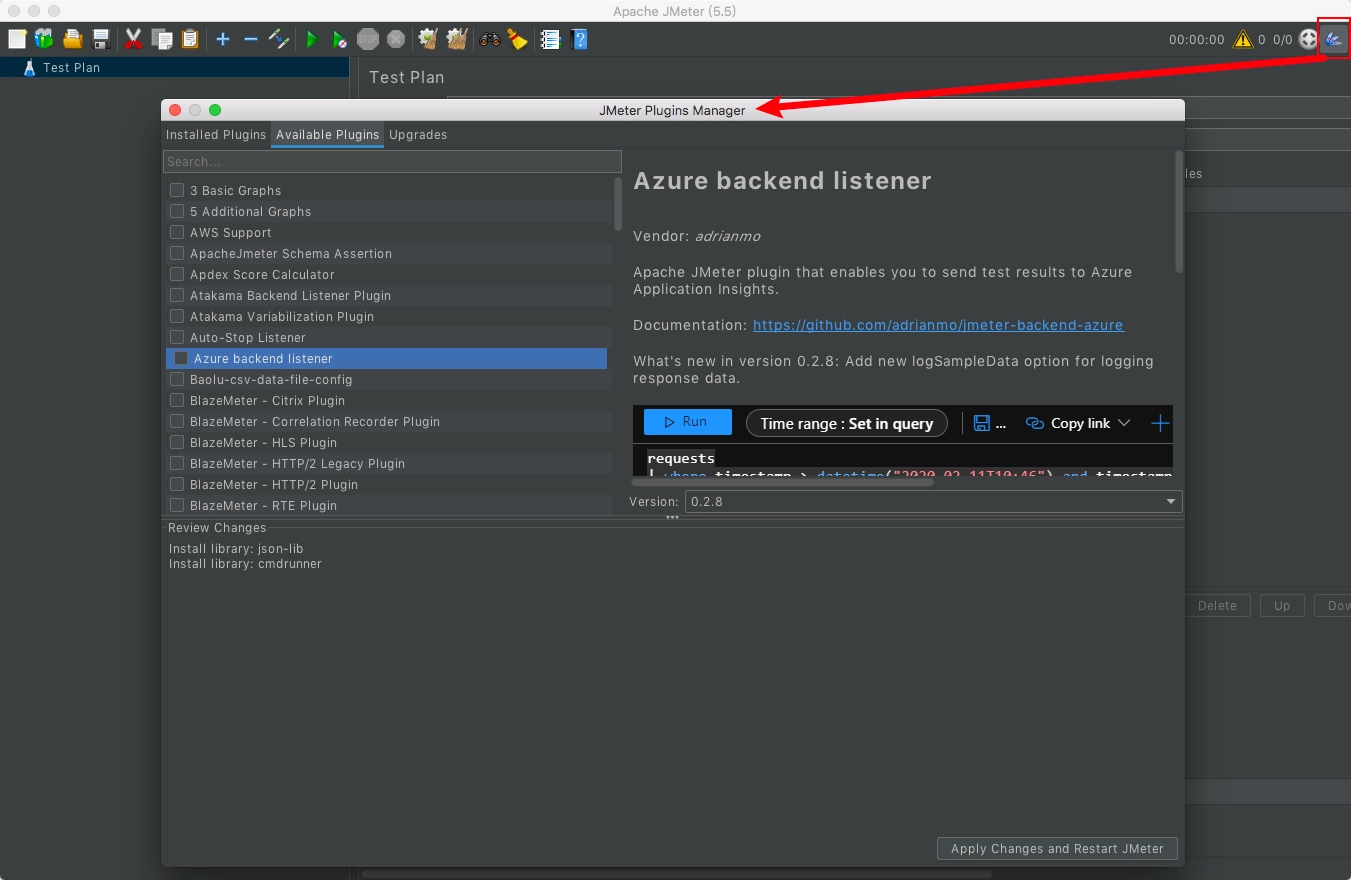 Apache JMeter (5.5)
00:00:00 0 0/0
Test Plan
Test Plan
JMeter Plugins Manager
Installed Plugins Available Plugins Upgrades
Search...
3 Basic Graphs
5 Additional Graphs
AWS Support
ApacheJmeter Schema Assertion
Apdex Score Calculator
Atakama Backend Listener Plugin
Atakama Variabilization Plugin
Auto-Stop Listener
Azure backend listener
Baolu-csv-data-file-config
BlazeMeter - Citrix Plugin
BlazeMeter - Correlation Recorder Plugin
BlazeMeter - HLS Plugin
BlazeMeter - HTTP/2 Legacy Plugin
BlazeMeter - HTTP/2 Plugin
BlazeMeter - RTE Plugin
Azure backend listener
Vendor: adrianmo
Apache JMeter plugin that enables you to send test results to Azure
Application Insights.
Documentation: https://github.com/adrianmo/jmeter-backend-azure
What's new in version 0.2.8: Add new logSampleData option for logging
response data.
Run Time range : Set in query ... Copy link
requests
| where timestamp > datetime("2020-02-11T10:46") and timestamp
Version: 0.2.8
Review Changes
Install library: json-lib
Install library: cmdrunner
Apply Changes and Restart JMeter
les
Delete Up Dow